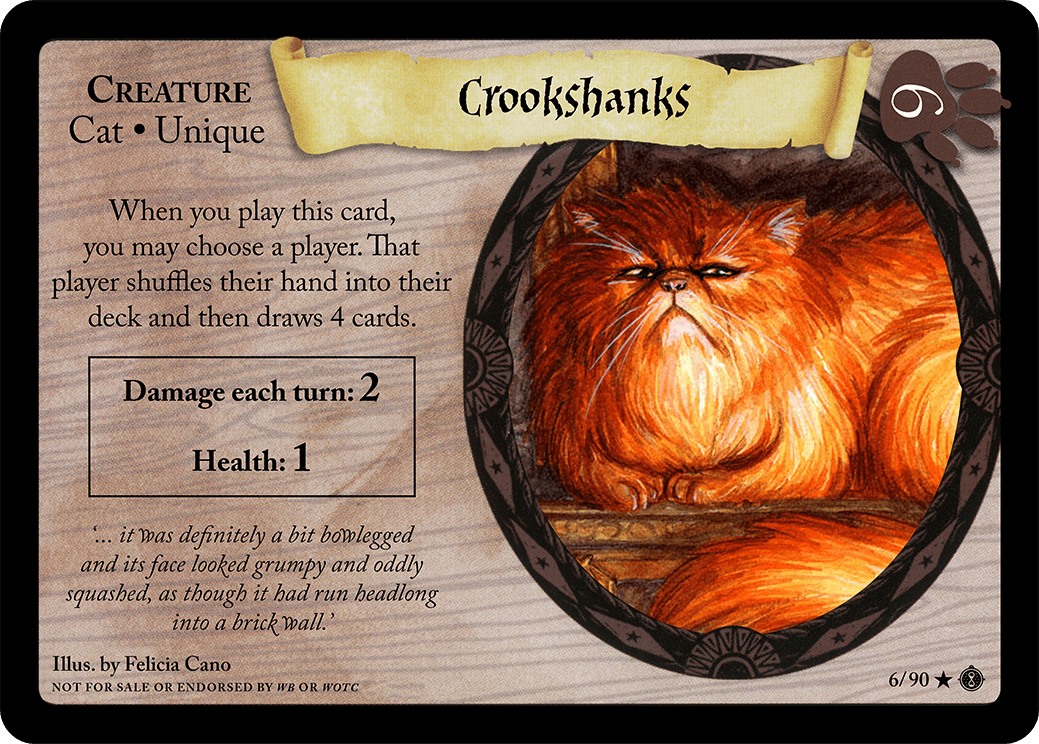 Creature
Cat • Unique
Crookshanks
6
When you play this card,
you may choose a player. That
player shuffles their hand into their
deck and then draws 4 cards.
Damage each turn: 2
Health: 1
‘... it was definitely a bit bowlegged
and its face looked grumpy and oddly
squashed, as though it had run headlong
into a brick wall.’
Illus. by Felicia Cano
NOT FOR SALE OR ENDORSED BY WB OR WOTC
6/90 ★